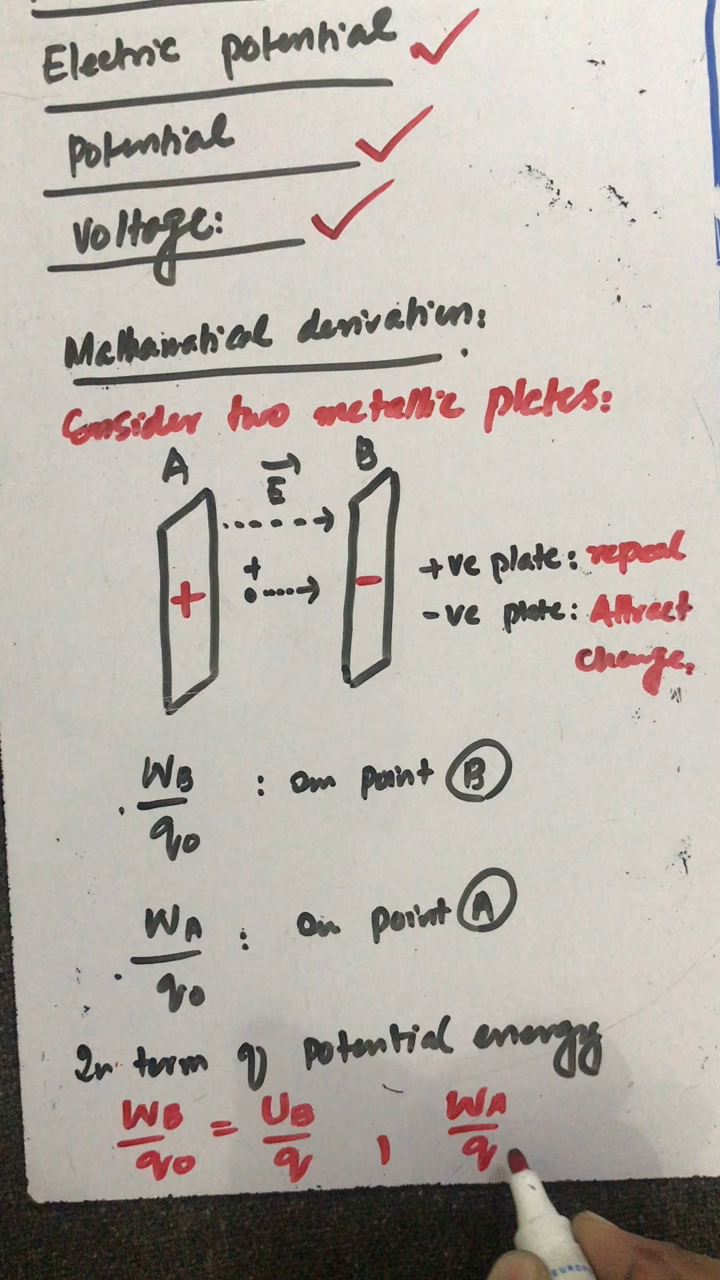 Electric potential
potential
voltage:
Mathamatical derivation:
Consider two metallic plates:
A
E
B
+
+
-
+ve plate: repeal
-ve plate: Attract
charge,
WB/q0 : on point B
WA/q0 : on point A
In term of potential energy
WB/q0 = UB/q , WA/q